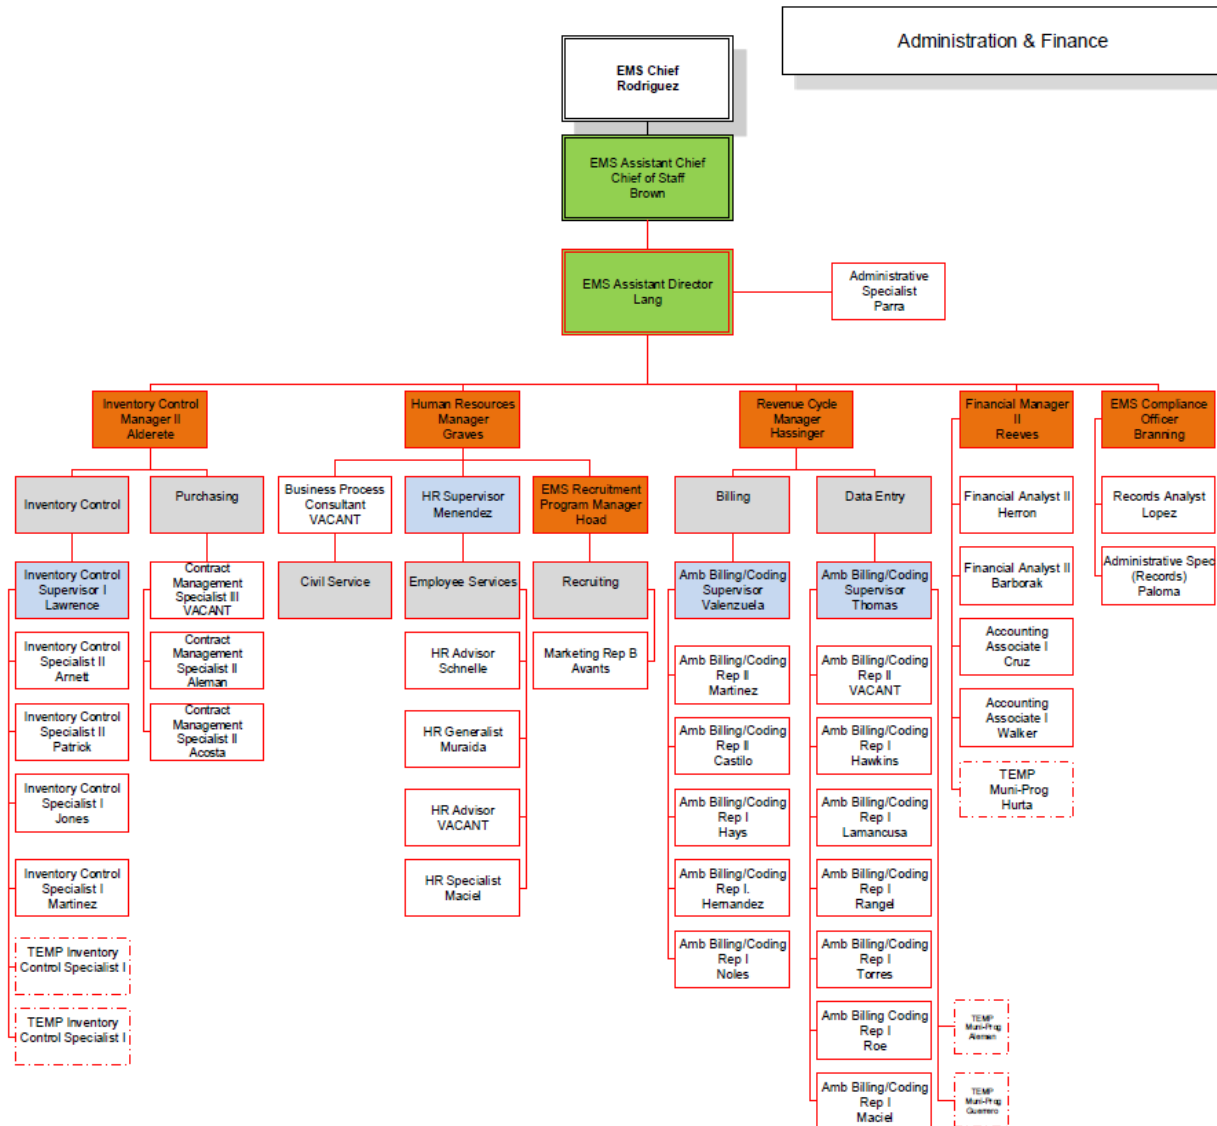 Administration & Finance
EMS Chief
Rodriguez
EMS Assistant Chief
Chief of Staff
Brown
EMS Assistant Director
Lang
Administrative
Specialist
Parra
Inventory Control
Manager II
Alderete
Human Resources
Manager
Graves
Revenue Cycle
Manager
Hassinger
Financial Manager
II
Reeves
EMS Compliance
Officer
Branning
Inventory Control
Purchasing
Business Process
Consultant
VACANT
HR Supervisor
Menendez
EMS Recruitment
Program Manager
Hoad
Billing
Data Entry
Financial Analyst II
Herron
Records Analyst
Lopez
Inventory Control
Supervisor I
Lawrence
Contract
Management
Specialist III
VACANT
Civil Service
Employee Services
Recruiting
Amb Billing/Coding
Supervisor
Valenzuela
Amb Billing/Coding
Supervisor
Thomas
Financial Analyst II
Barborak
Administrative Spec
(Records)
Paloma
Inventory Control
Specialist II
Arnett
Contract
Management
Specialist II
Aleman
HR Advisor
Schnelle
Marketing Rep B
Avants
Amb Billing/Coding
Rep II
Martinez
Amb Billing/Coding
Rep II
VACANT
Accounting
Associate I
Cruz
Inventory Control
Specialist II
Patrick
Contract
Management
Specialist II
Acosta
HR Generalist
Muraida
Amb Billing/Coding
Rep II
Castilo
Amb Billing/Coding
Rep I
Hawkins
Accounting
Associate I
Walker
Inventory Control
Specialist I
Jones
HR Advisor
VACANT
Amb Billing/Coding
Rep I
Hays
Amb Billing/Coding
Rep I
Lamancusa
TEMP
Muni-Prog
Hurta
Inventory Control
Specialist I
Martinez
HR Specialist
Maciel
Amb Billing/Coding
Rep I.
Hernandez
Amb Billing/Coding
Rep I
Rangel
TEMP Inventory
Control Specialist I
Amb Billing/Coding
Rep I
Noles
Amb Billing/Coding
Rep I
Torres
TEMP Inventory
Control Specialist I
Amb Billing Coding
Rep I
Roe
TEMP
Muni-Prog
Aleman
Amb Billing/Coding
Rep I
Maciel
TEMP
Muni-Prog
Guerrero